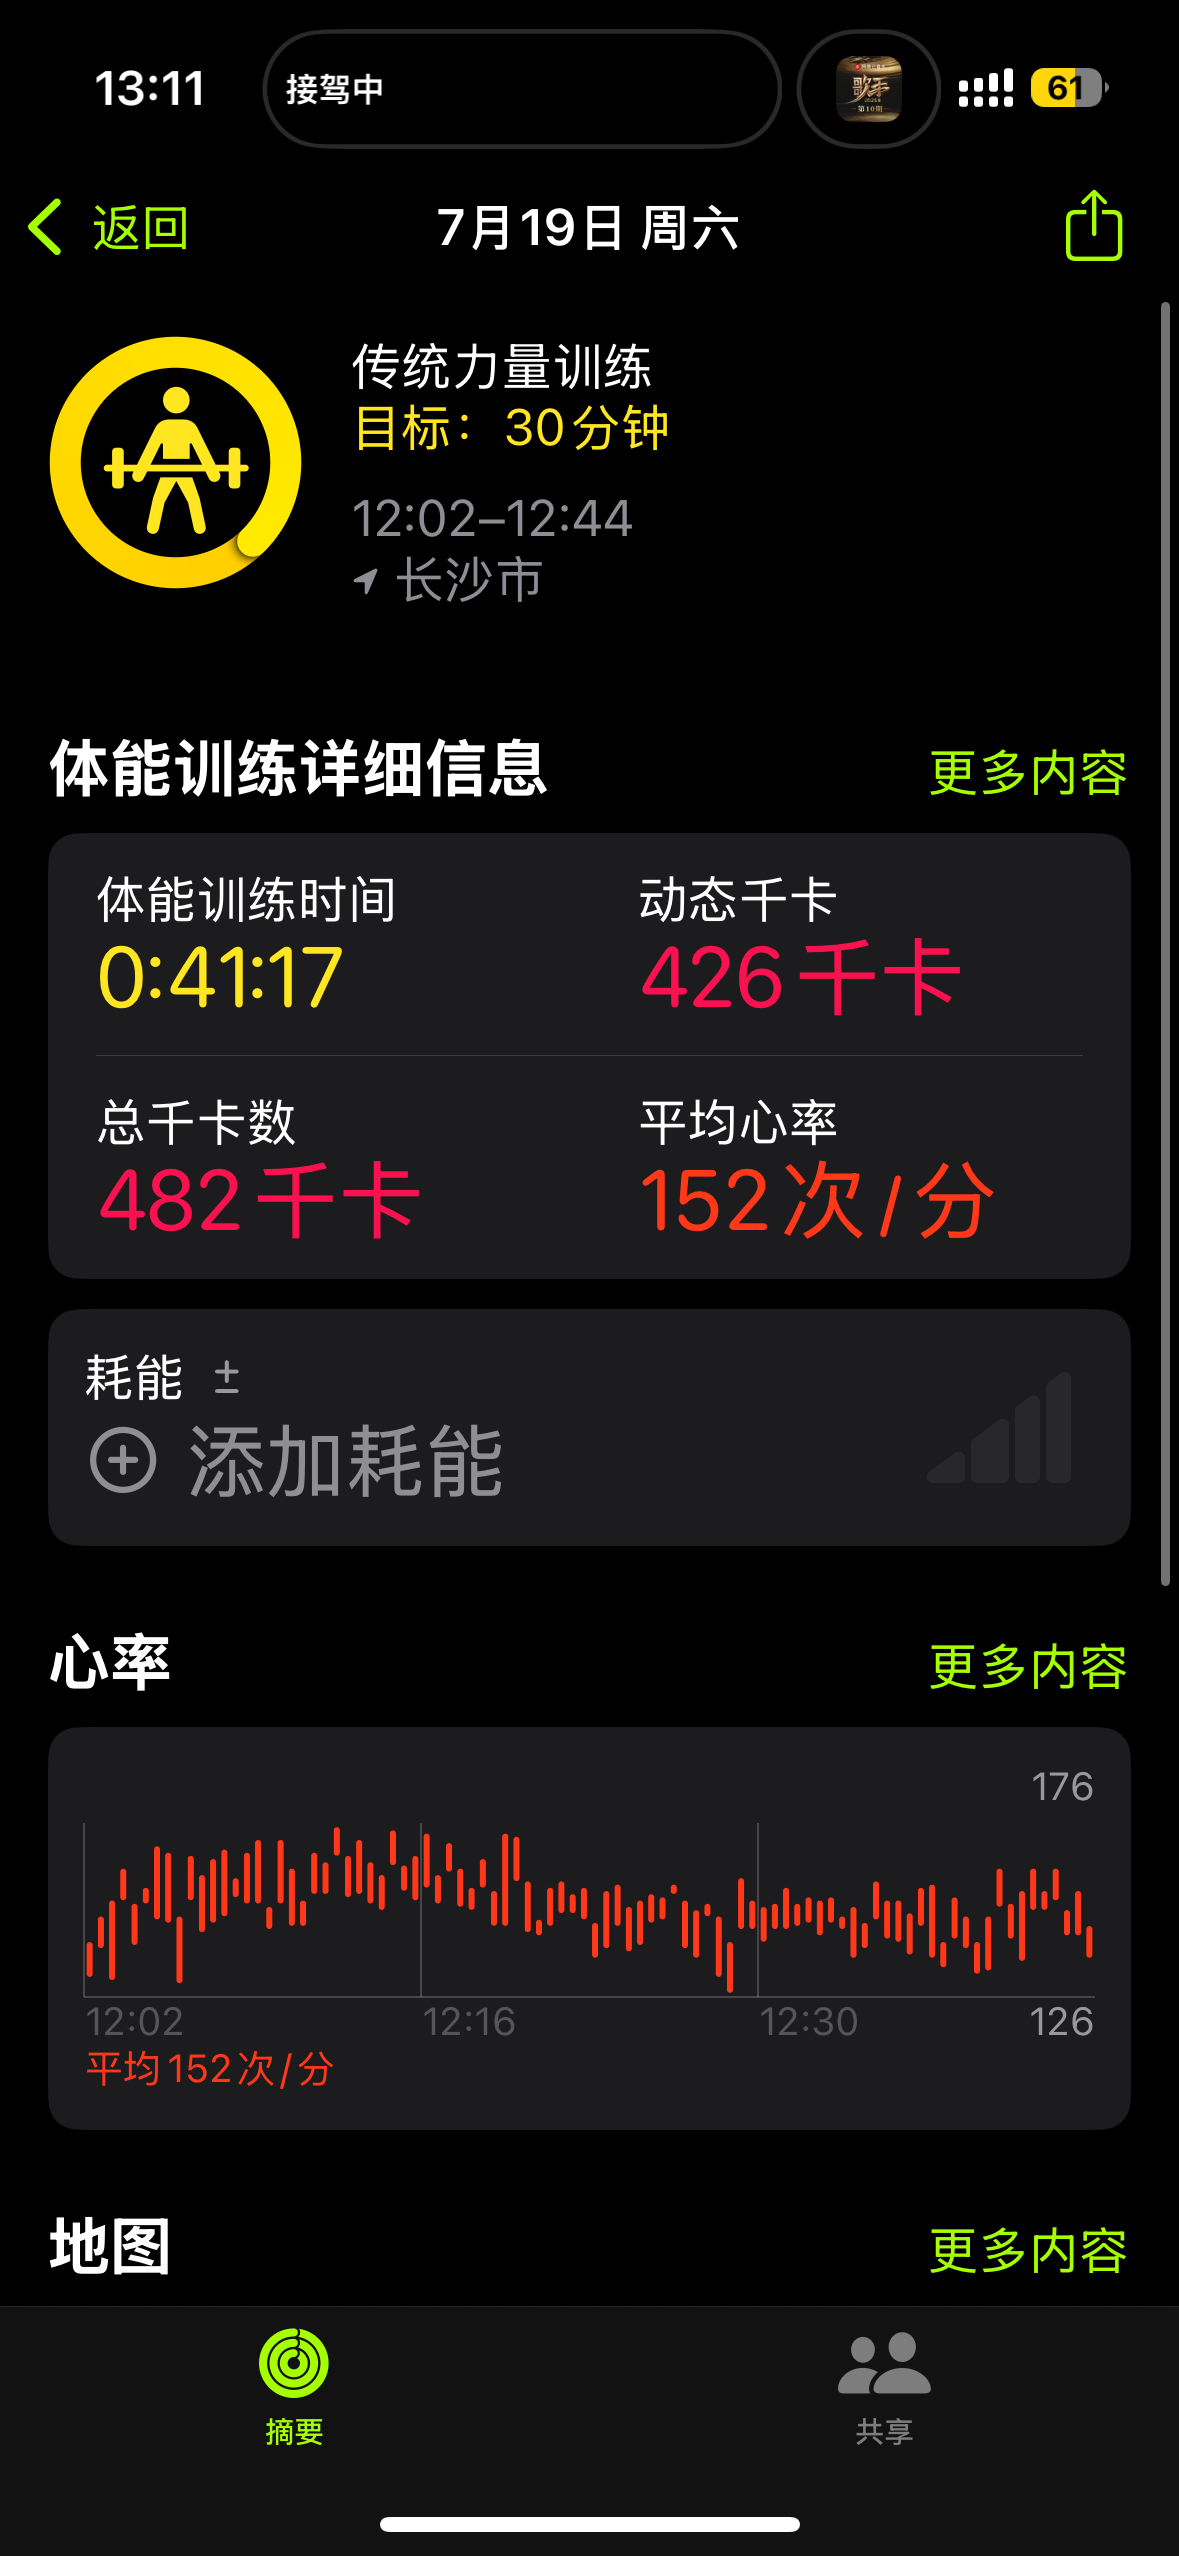 13:11
接驾中
歌手
第10期
61
返回
7月19日 周六
传统力量训练
目标：30分钟
12:02–12:44
长沙市
体能训练详细信息
更多内容
体能训练时间
动态千卡
0:41:17
426千卡
总千卡数
平均心率
482千卡
152次/分
耗能
添加耗能
心率
更多内容
176
12:02
12:16
12:30
126
平均152次/分
地图
更多内容
摘要
共享